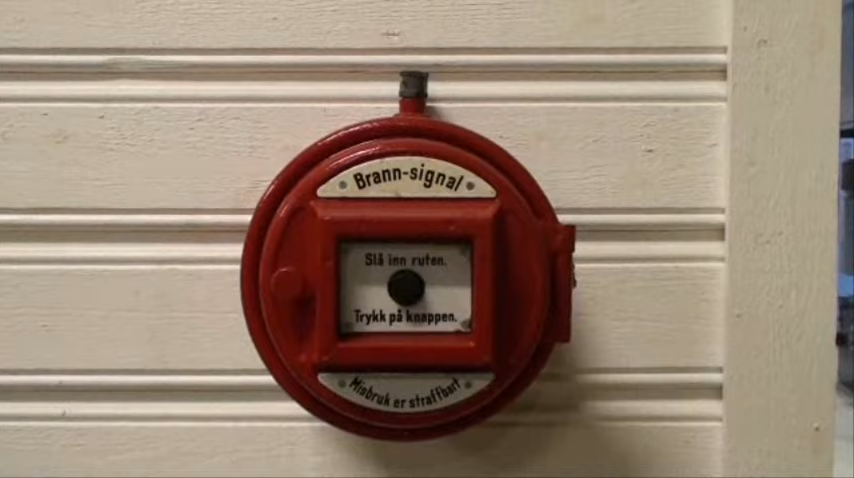 Brann-signal
Slå inn ruten.
Trykk på knappen.
Misbruk er straffbart